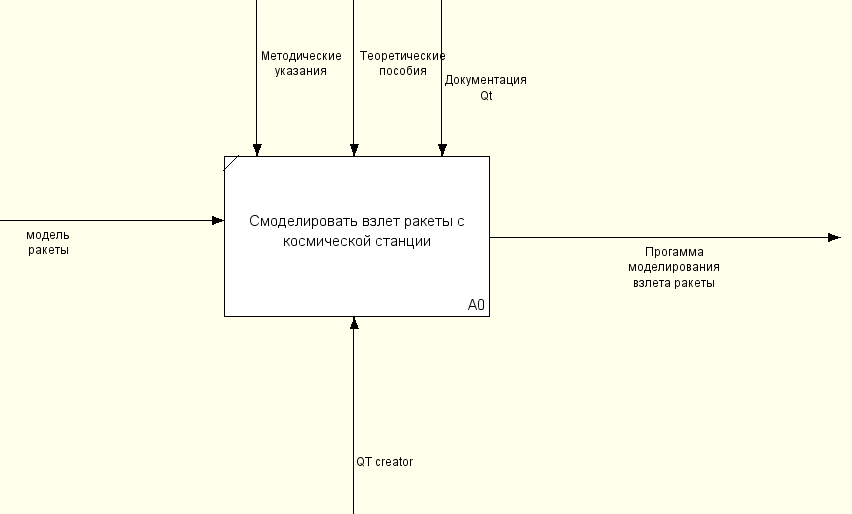 Методические
указания
Теоретические
пособия
Документация
Qt
Смоделировать взлет ракеты с
космической станции
A0
модель
ракеты
Прогамма
моделирования
взлета ракеты
QT creator